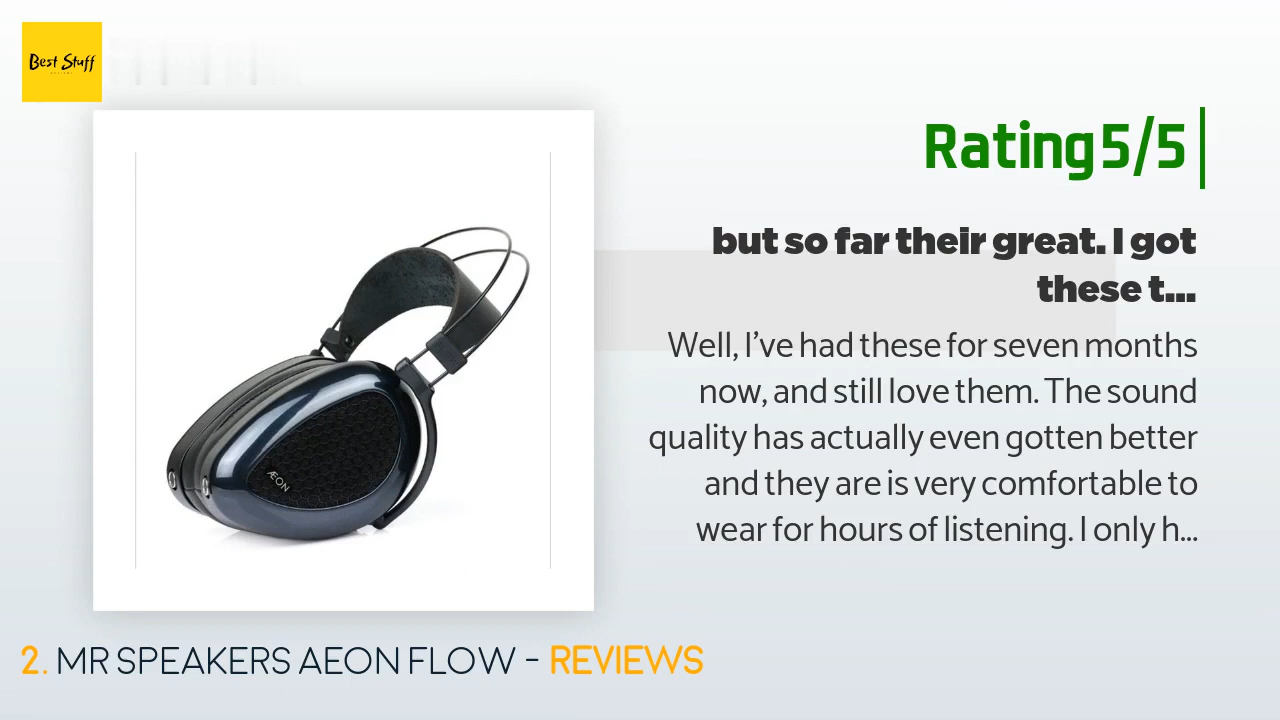 Best Stuff
Rating 5/5
but so far their great. I got
these t...
Well, I've had these for seven months
now, and still love them. The sound
quality has actually even gotten better
and they are is very comfortable to
wear for hours of listening. I only h...
ÆON
2. MR SPEAKERS AEON FLOW - REVIEWS